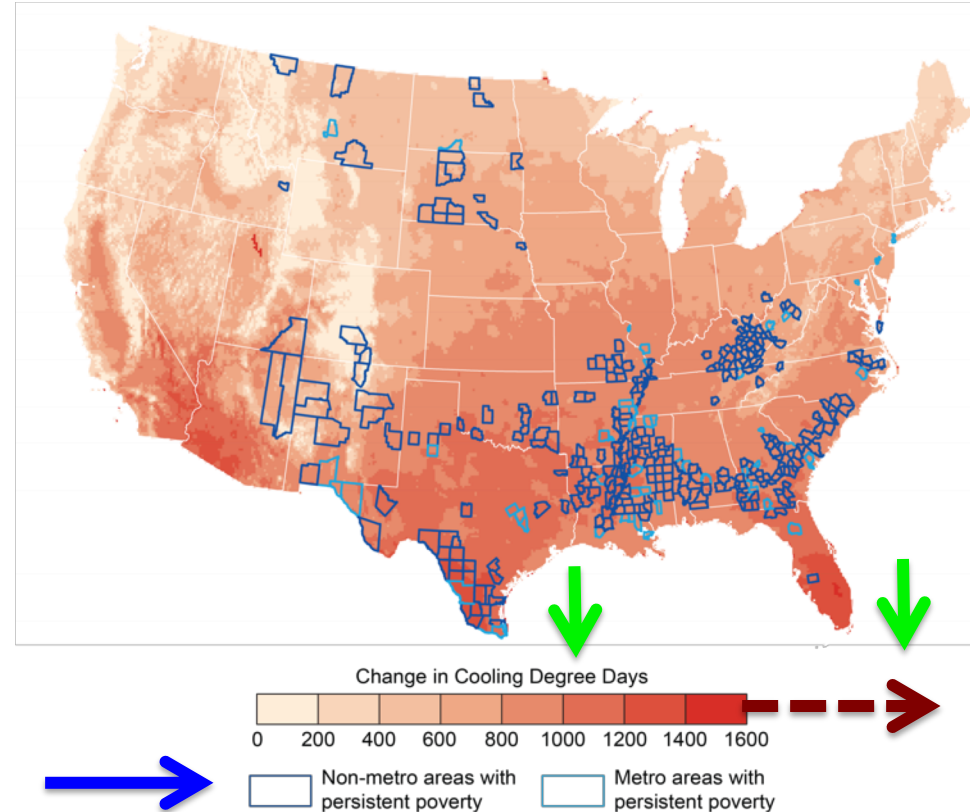 Change in Cooling Degree Days
0 200 400 600 800 1000 1200 1400 1600
Non-metro areas with
persistent poverty
Metro areas with
persistent poverty